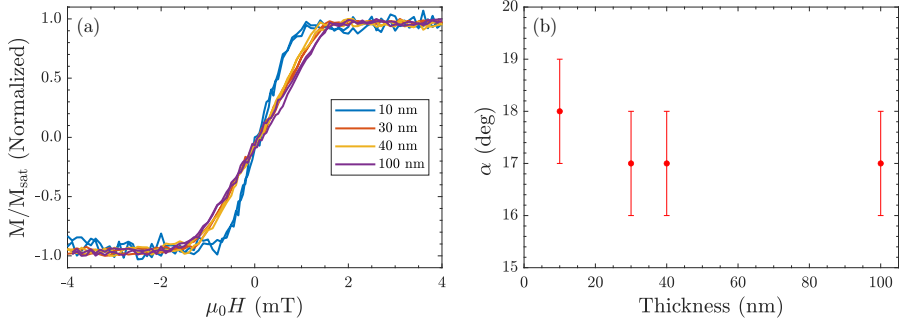 (a)
1.0
0.5
0.0
-0.5
-1.0
M/M_sat (Normalized)
10 nm
30 nm
40 nm
100 nm
-4 -2 0 2 4
μ₀H (mT)
(b)
19
18
17
16
15
α (deg)
0 20 40 60 80 100
Thickness (nm)